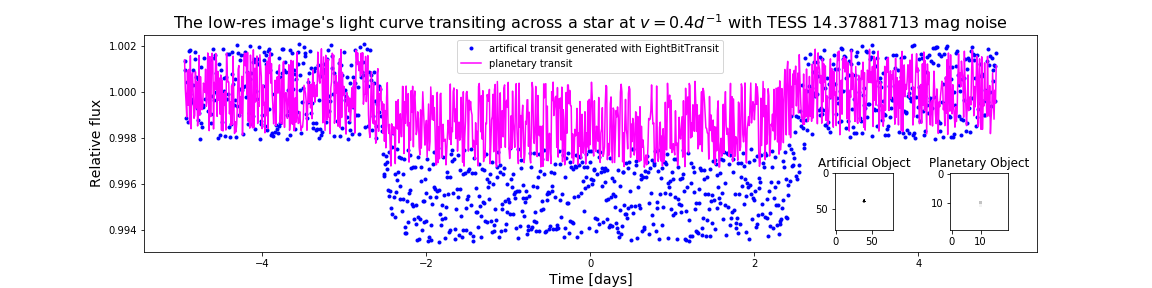 The low-res image's light curve transiting across a star at v = 0.4d⁻¹ with TESS 14.37881713 mag noise
artifical transit generated with EightBitTransit
planetary transit
Relative flux
1.002
1.000
0.998
0.996
0.994
Artificial Object
0
50
0
50
Planetary Object
0
10
0
10
−4
−2
0
2
4
Time [days]